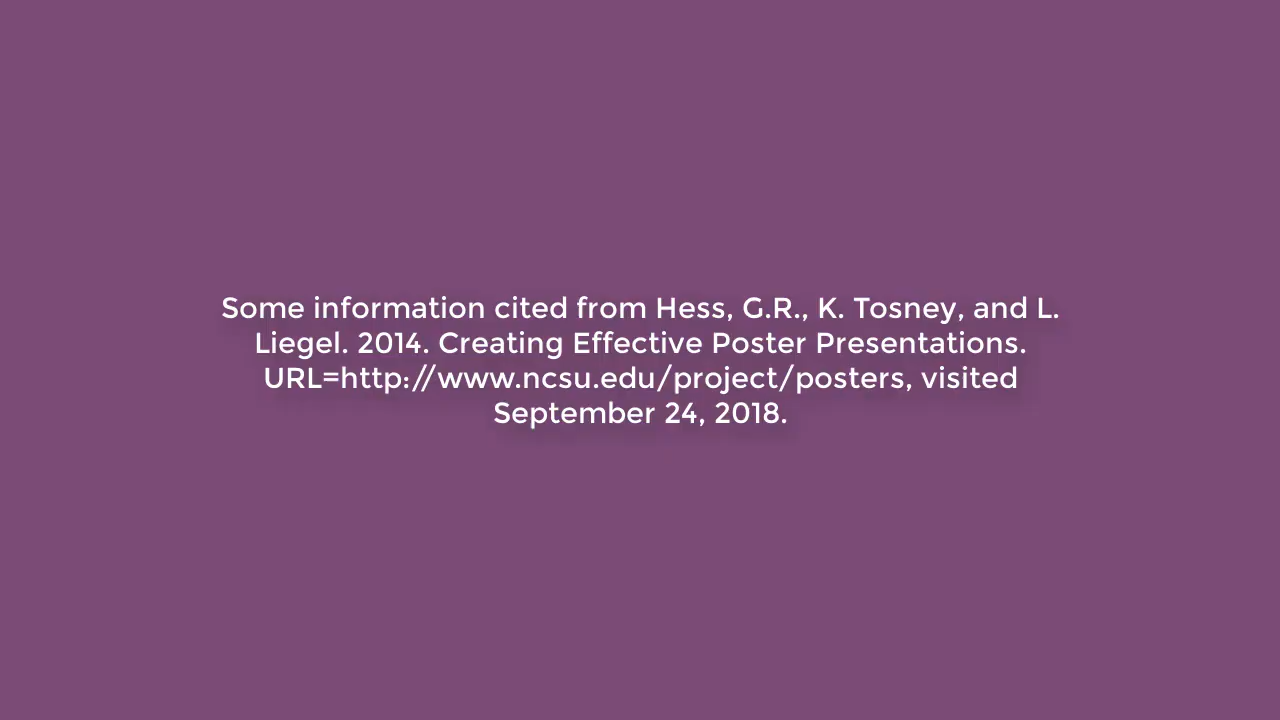 Some information cited from Hess, G.R., K. Tosney, and L.
Liegel. 2014. Creating Effective Poster Presentations.
URL=http://www.ncsu.edu/project/posters, visited
September 24, 2018.